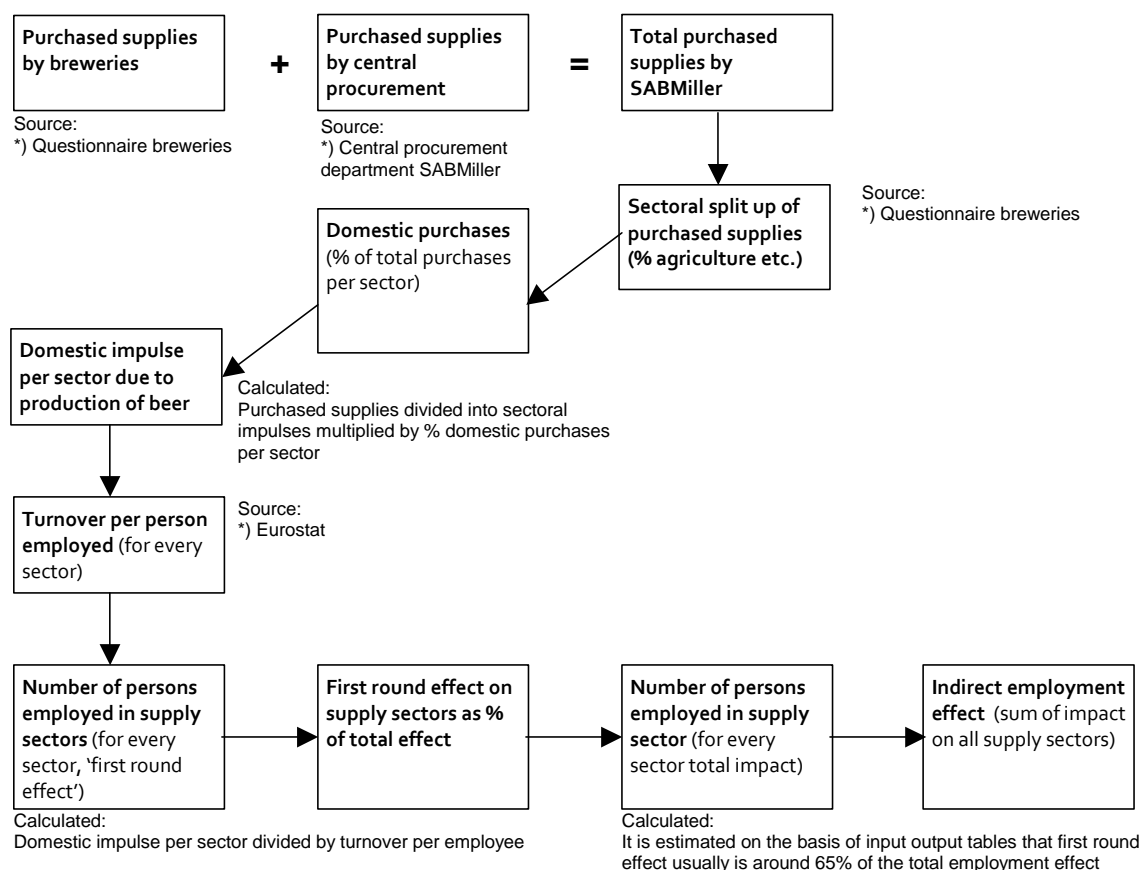 Purchased supplies
by breweries
+
Purchased supplies
by central
procurement
=
Total purchased
supplies by
SABMiller
Source:
*) Questionnaire breweries
Source:
*) Central procurement
department SABMiller
Sectoral split up of
purchased supplies
(% agriculture etc.)
Source:
*) Questionnaire breweries
Domestic purchases
(% of total purchases
per sector)
Domestic impulse
per sector due to
production of beer
Calculated:
Purchased supplies divided into sectoral
impulses multiplied by % domestic purchases
per sector
Turnover per person
employed (for every
sector)
Source:
*) Eurostat
Number of persons
employed in supply
sectors (for every
sector, ‘first round
effect’)
First round effect on
supply sectors as %
of total effect
Number of persons
employed in supply
sector (for every
sector total impact)
Indirect employment
effect (sum of impact
on all supply sectors)
Calculated:
Domestic impulse per sector divided by turnover per employee
Calculated:
It is estimated on the basis of input output tables that first round
effect usually is around 65% of the total employment effect